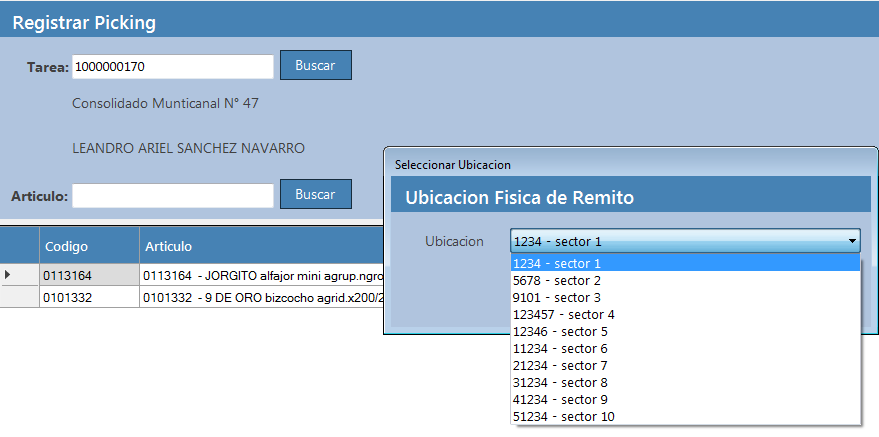 Registrar Picking
Tarea: 1000000170 Buscar
Consolidado Munticanal N° 47
LEANDRO ARIEL SANCHEZ NAVARRO
Articulo: Buscar
Codigo Articulo
0113164 0113164 - JORGITO alfajor mini agrup.ngro
0101332 0101332 - 9 DE ORO bizcocho agrid.x200/2
Seleccionar Ubicacion
Ubicacion Fisica de Remito
Ubicacion 1234 - sector 1
1234 - sector 1
5678 - sector 2
9101 - sector 3
123457 - sector 4
12346 - sector 5
11234 - sector 6
21234 - sector 7
31234 - sector 8
41234 - sector 9
51234 - sector 10